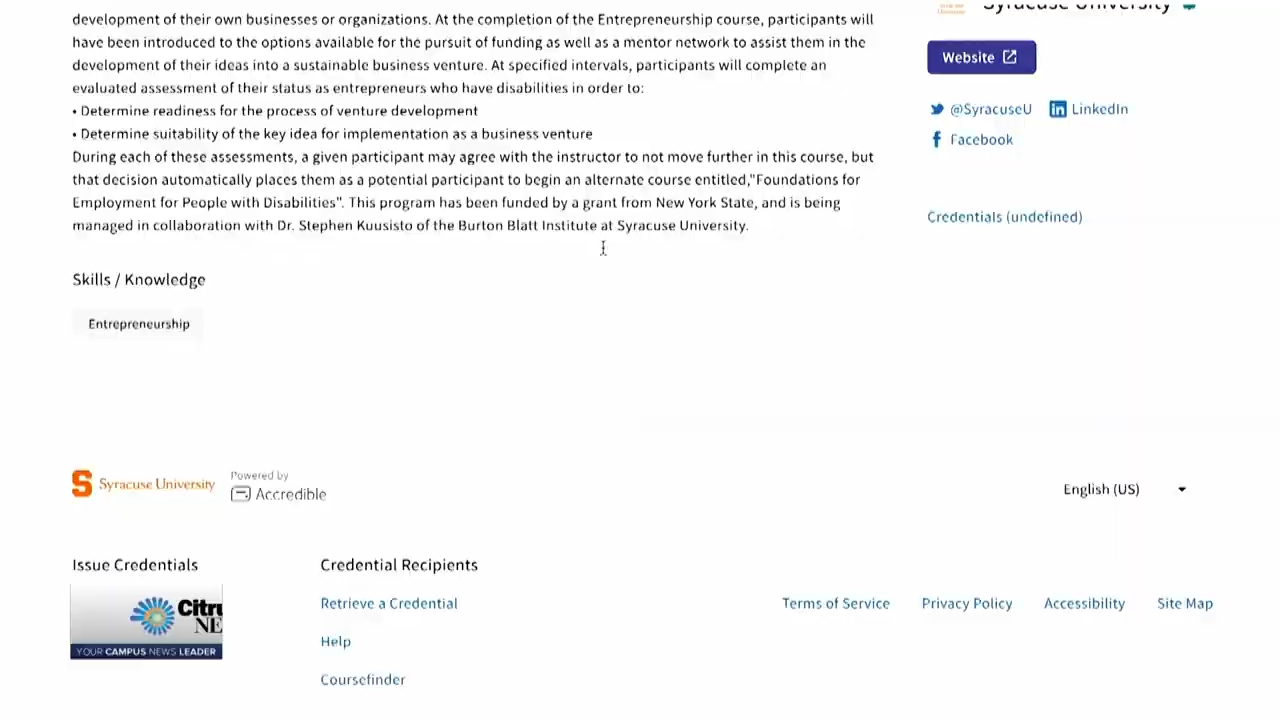 development of their own businesses or organizations. At the completion of the Entrepreneurship course, participants will
have been introduced to the options available for the pursuit of funding as well as a mentor network to assist them in the
development of their ideas into a sustainable business venture. At specified intervals, participants will complete an
evaluated assessment of their status as entrepreneurs who have disabilities in order to:
• Determine readiness for the process of venture development
• Determine suitability of the key idea for implementation as a business venture
During each of these assessments, a given participant may agree with the instructor to not move further in this course, but
that decision automatically places them as a potential participant to begin an alternate course entitled,"Foundations for
Employment for People with Disabilities". This program has been funded by a grant from New York State, and is being
managed in collaboration with Dr. Stephen Kuusisto of the Burton Blatt Institute at Syracuse University.
Skills / Knowledge
Entrepreneurship
Syracuse University
Website
@SyracuseU
LinkedIn
Facebook
Credentials (undefined)
S Syracuse University
Powered by
Accredible
English (US)
Issue Credentials
Citru
NE
YOUR CAMPUS NEWS LEADER
Credential Recipients
Retrieve a Credential
Help
Coursefinder
Terms of Service
Privacy Policy
Accessibility
Site Map